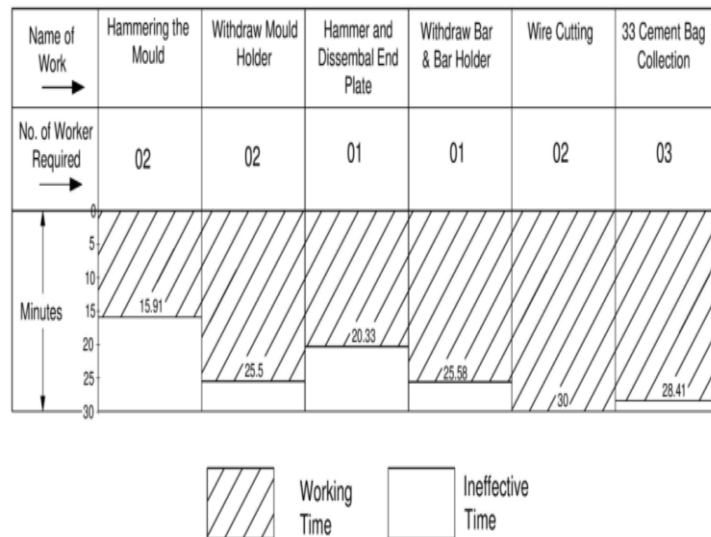 Name of Work
Hammering the Mould
Withdraw Mould Holder
Hammer and Dissembal End Plate
Withdraw Bar & Bar Holder
Wire Cutting
33 Cement Bag Collection
No. of Worker Required
02
02
01
01
02
03
Minutes
0
5
10
15
20
25
30
15.91
25.5
20.33
25.58
30
28.41
Working Time
Ineffective Time